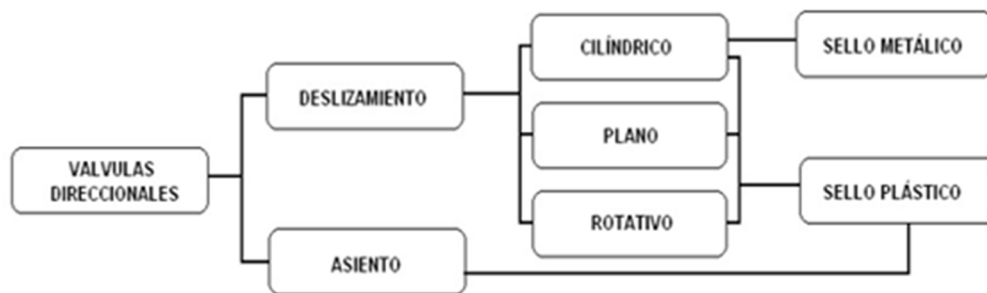 VALVULAS
DIRECCIONALES
DESLIZAMIENTO
ASIENTO
CILÍNDRICO
PLANO
ROTATIVO
SELLO METÁLICO
SELLO PLÁSTICO